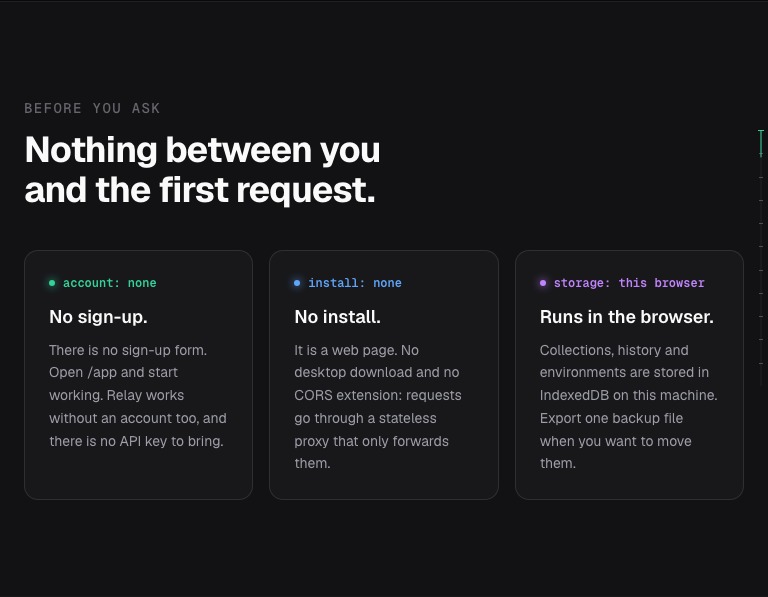 BEFORE YOU ASK
Nothing between you
and the first request.
account: none
No sign-up.
There is no sign-up form.
Open /app and start
working. Relay works
without an account too, and
there is no API key to bring.
install: none
No install.
It is a web page. No
desktop download and no
CORS extension: requests
go through a stateless
proxy that only forwards
them.
storage: this browser
Runs in the browser.
Collections, history and
environments are stored in
IndexedDB on this machine.
Export one backup file
when you want to move
them.